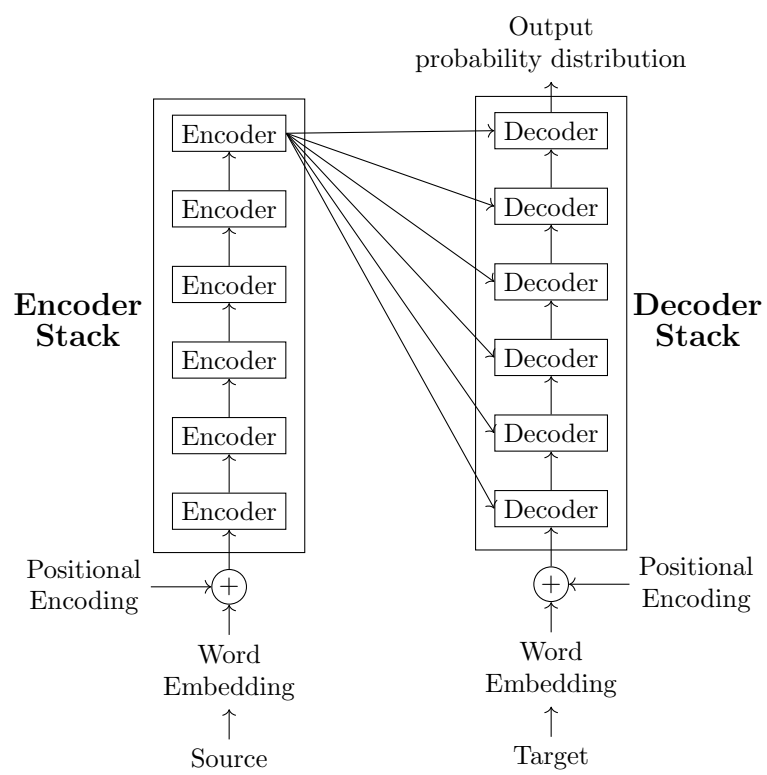 Output
probability distribution
Encoder
Decoder
Encoder
Decoder
Encoder
Decoder
Encoder
Stack
Decoder
Stack
Encoder
Decoder
Encoder
Decoder
Encoder
Decoder
Positional
Encoding
+
+
Positional
Encoding
Word
Embedding
Word
Embedding
Source
Target